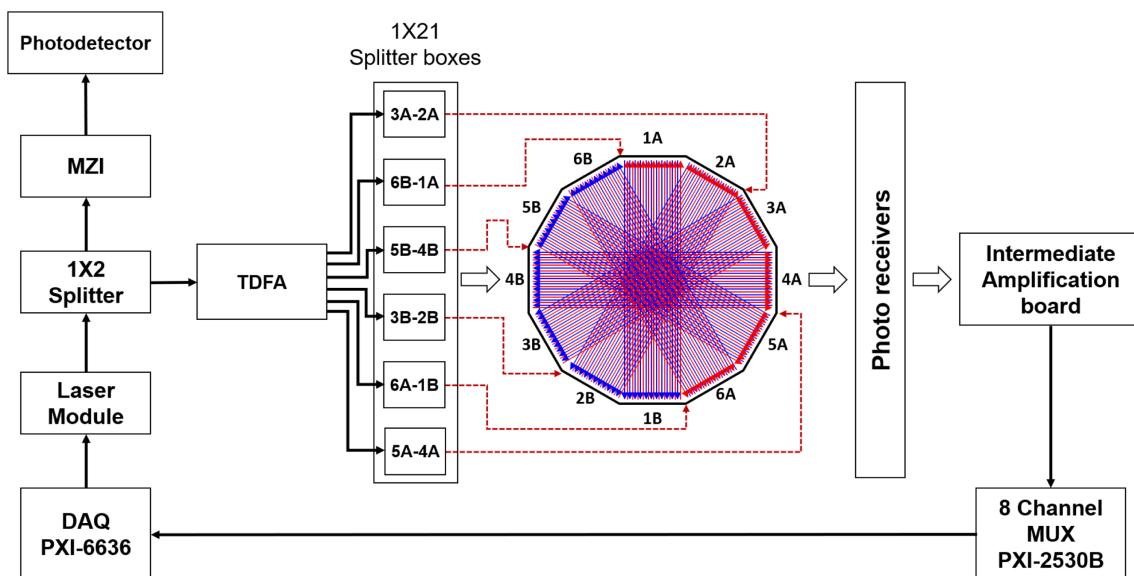 Photodetector
MZI
1X2
Splitter
Laser
Module
DAQ
PXI-6636
TDFA
1X21
Splitter boxes
3A-2A
6B-1A
5B-4B
3B-2B
6A-1B
5A-4A
1A
2A
3A
4A
5A
6A
1B
2B
3B
4B
5B
6B
Photo receivers
Intermediate
Amplification
board
8 Channel
MUX
PXI-2530B